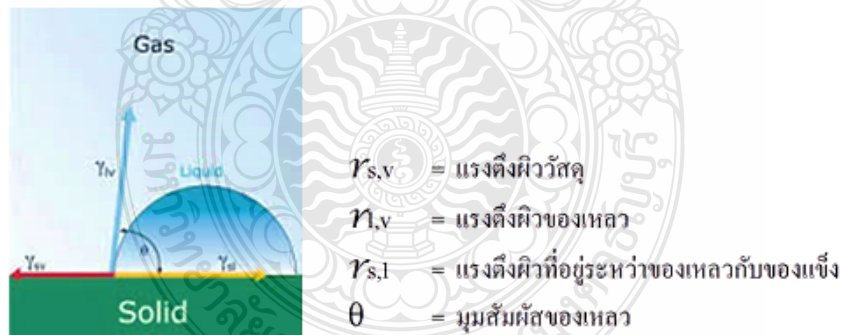 Gas
γlv
Liquid
θ
γsv
γsl
Solid
γs,v = แรงตึงผิววัสดุ
γl,v = แรงตึงผิวของเหลว
γs,l = แรงตึงผิวที่อยู่ระหว่าของเหลวกับของแข็ง
θ = มุมสัมผัสของเหลว